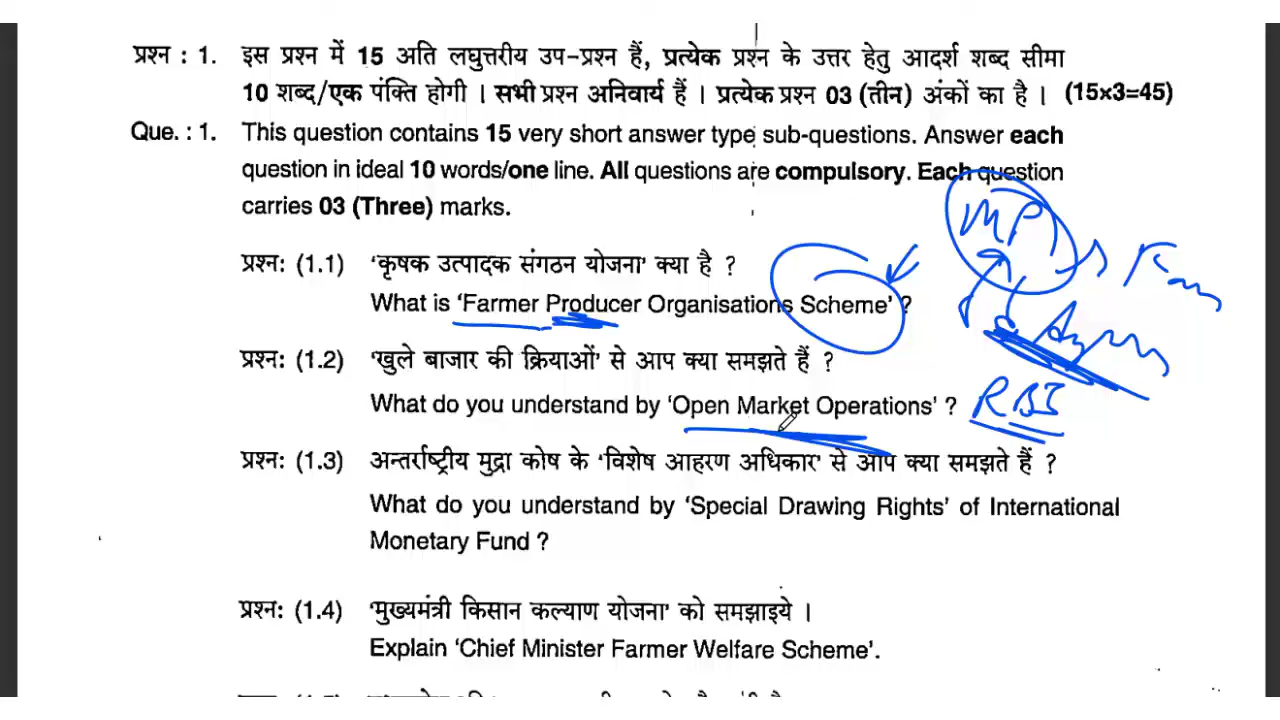 प्रश्न : 1. इस प्रश्न में 15 अति लघुत्तरीय उप-प्रश्न हैं, प्रत्येक प्रश्न के उत्तर हेतु आदर्श शब्द सीमा
10 शब्द/एक पंक्ति होगी । सभी प्रश्न अनिवार्य हैं । प्रत्येक प्रश्न 03 (तीन) अंकों का है । (15x3=45)
Que. : 1. This question contains 15 very short answer type sub-questions. Answer each
question in ideal 10 words/one line. All questions are compulsory. Each question
carries 03 (Three) marks.
MP
प्रश्न: (1.1) ‘कृषक उत्पादक संगठन योजना’ क्या है ?
What is ‘Farmer Producer Organisations Scheme’ ?
प्रश्न: (1.2) ‘खुले बाजार की क्रियाओं’ से आप क्या समझते हैं ?
What do you understand by ‘Open Market Operations’ ? RBI
प्रश्न: (1.3) अन्तर्राष्ट्रीय मुद्रा कोष के ‘विशेष आहरण अधिकार’ से आप क्या समझते हैं ?
What do you understand by ‘Special Drawing Rights’ of International
Monetary Fund ?
प्रश्न: (1.4) ‘मुख्यमंत्री किसान कल्याण योजना’ को समझाइये ।
Explain ‘Chief Minister Farmer Welfare Scheme’.